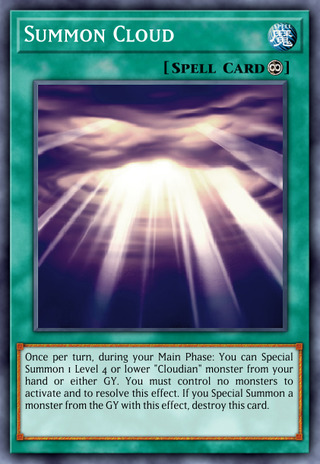 SUMMON CLOUD
[SPELL CARD]
Once per turn, during your Main Phase: You can Special
Summon 1 Level 4 or lower "Cloudian" monster from your
hand or either GY. You must control no monsters to
activate and to resolve this effect. If you Special Summon a
monster from the GY with this effect, destroy this card.